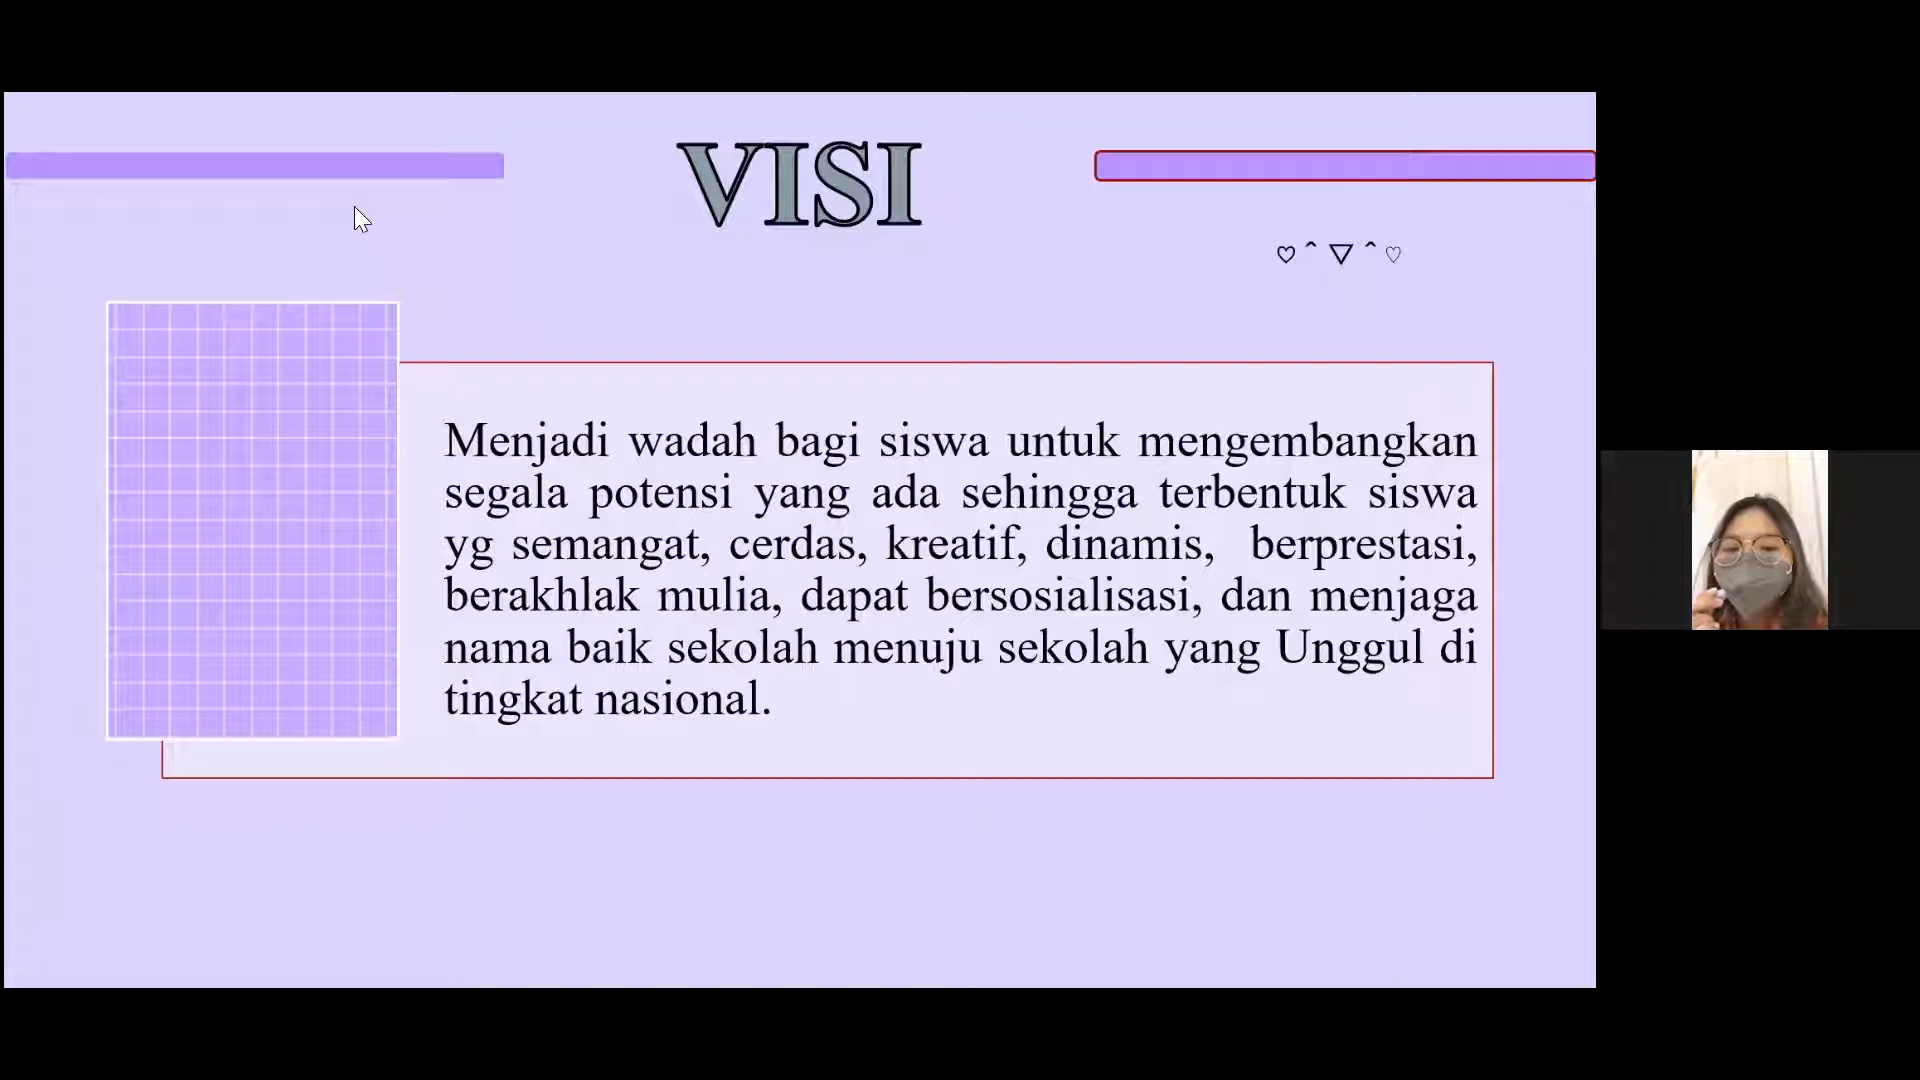 VISI
♡ ˆ ▽ ˆ ♡
Menjadi wadah bagi siswa untuk mengembangkan
segala potensi yang ada sehingga terbentuk siswa
yg semangat, cerdas, kreatif, dinamis,  berprestasi,
berakhlak mulia, dapat bersosialisasi, dan menjaga
nama baik sekolah menuju sekolah yang Unggul di
tingkat nasional.